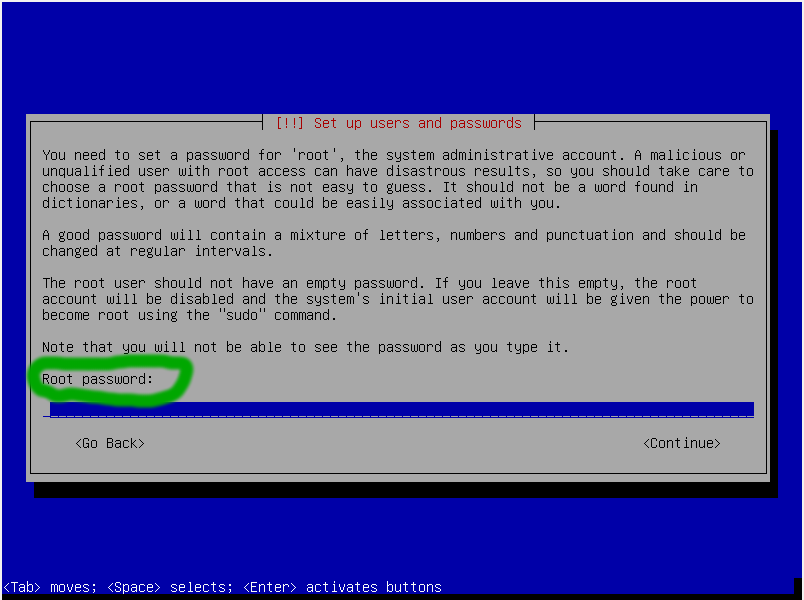 [!!] Set up users and passwords
You need to set a password for 'root', the system administrative account. A malicious or
unqualified user with root access can have disastrous results, so you should take care to
choose a root password that is not easy to guess. It should not be a word found in
dictionaries, or a word that could be easily associated with you.
A good password will contain a mixture of letters, numbers and punctuation and should be
changed at regular intervals.
The root user should not have an empty password. If you leave this empty, the root
account will be disabled and the system's initial user account will be given the power to
become root using the "sudo" command.
Note that you will not be able to see the password as you type it.
Root password:
<Go Back> <Continue>
<Tab> moves; <Space> selects; <Enter> activates buttons